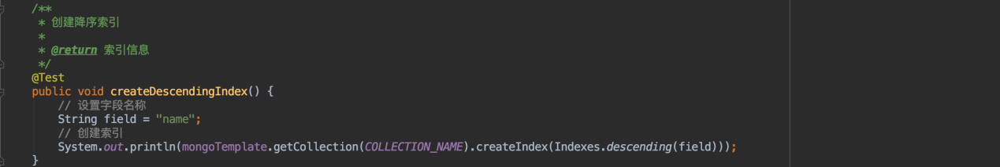 /**
* 创建降序索引
*
* @return 索引信息
*/
@Test
public void createDescendingIndex() {
// 设置字段名称
String field = "name";
// 创建索引
System.out.println(mongoTemplate.getCollection(COLLECTION_NAME).createIndex(Indexes.descending(field)));
}